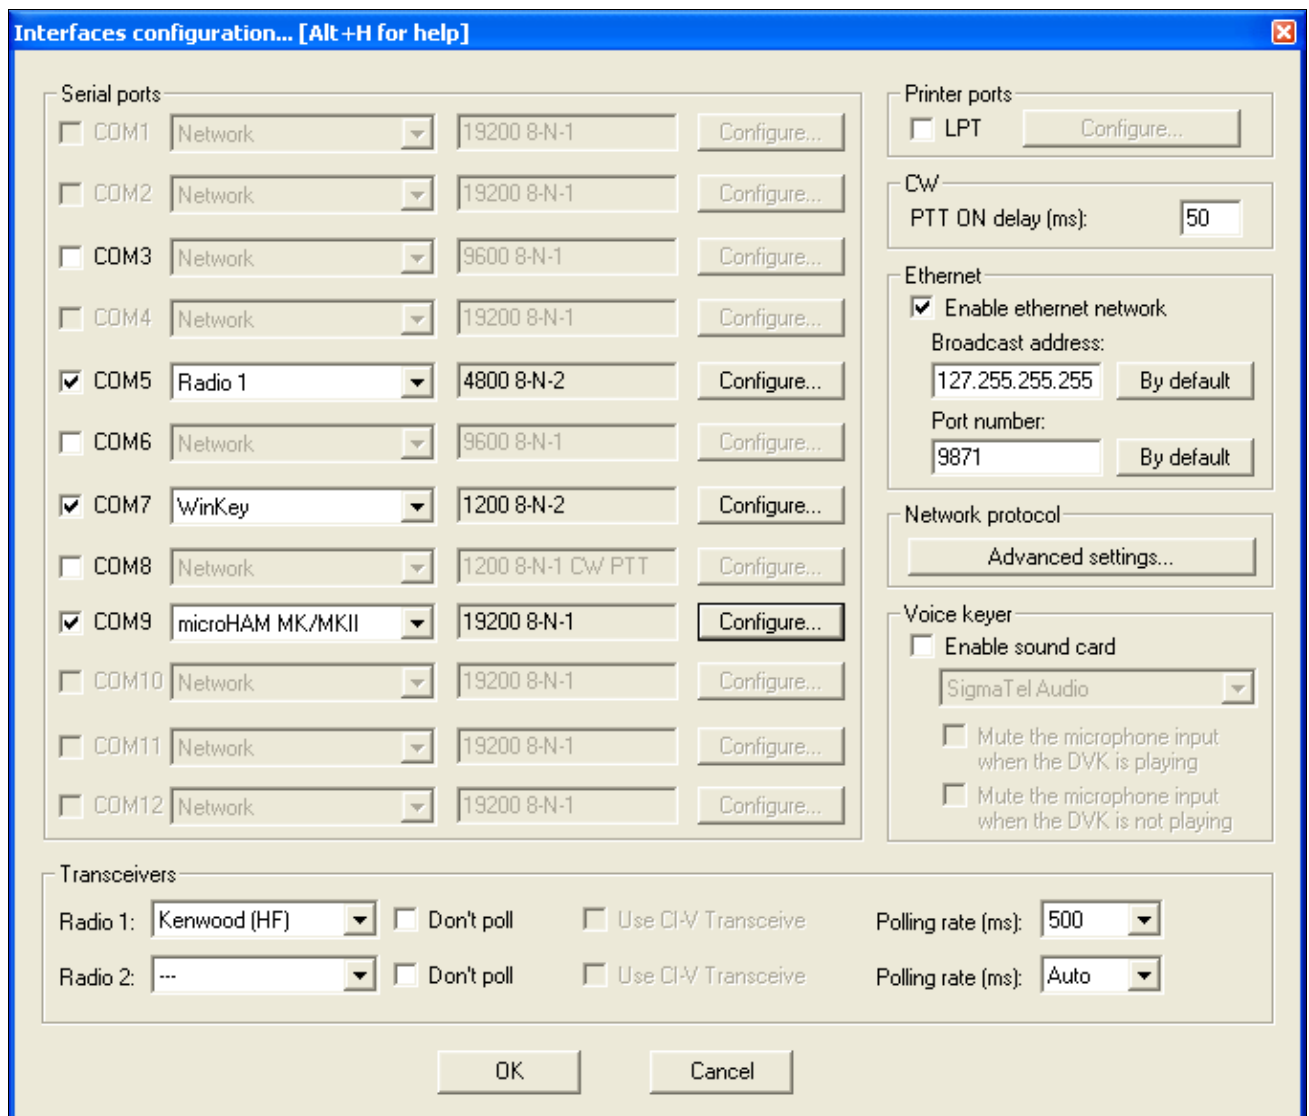 Interfaces configuration... [Alt+H for help]
Serial ports
COM1 Network 19200 8-N-1 Configure...
COM2 Network 19200 8-N-1 Configure...
COM3 Network 9600 8-N-1 Configure...
COM4 Network 19200 8-N-1 Configure...
COM5 Radio 1 4800 8-N-2 Configure...
COM6 Network 9600 8-N-1 Configure...
COM7 WinKey 1200 8-N-2 Configure...
COM8 Network 1200 8-N-1 CW PTT Configure...
COM9 microHAM MK/MKII 19200 8-N-1 Configure...
COM10 Network 19200 8-N-1 Configure...
COM11 Network 19200 8-N-1 Configure...
COM12 Network 19200 8-N-1 Configure...
Printer ports
LPT Configure...
CW
PTT ON delay (ms): 50
Ethernet
Enable ethernet network
Broadcast address:
127.255.255.255 By default
Port number:
9871 By default
Network protocol
Advanced settings...
Voice keyer
Enable sound card
SigmaTel Audio
Mute the microphone input
when the DVK is playing
Mute the microphone input
when the DVK is not playing
Transceivers
Radio 1: Kenwood (HF) Don't poll Use CI-V Transceive Polling rate (ms): 500
Radio 2: --- Don't poll Use CI-V Transceive Polling rate (ms): Auto
OK Cancel